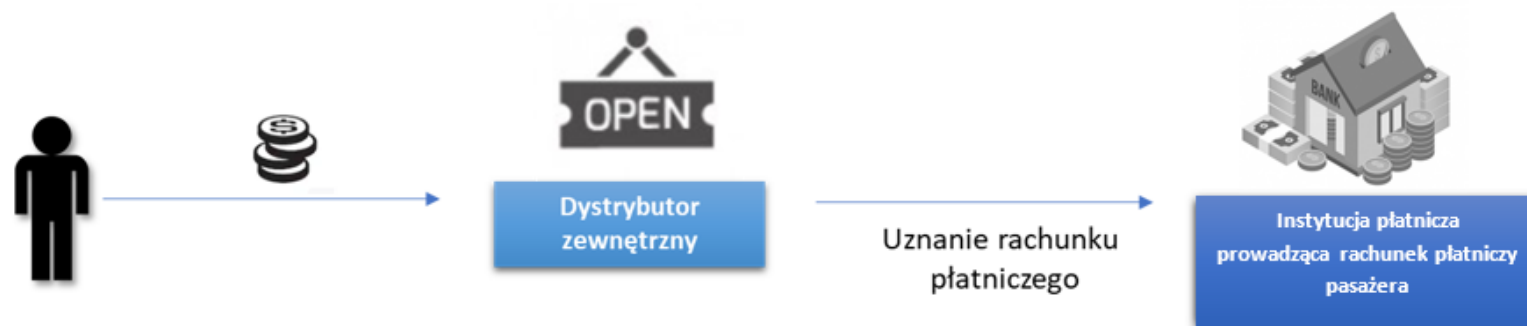 OPEN
BANK
Dystrybutor
zewnętrzny
Uznanie rachunku
płatniczego
Instytucja płatnicza
prowadząca rachunek płatniczy
pasażera